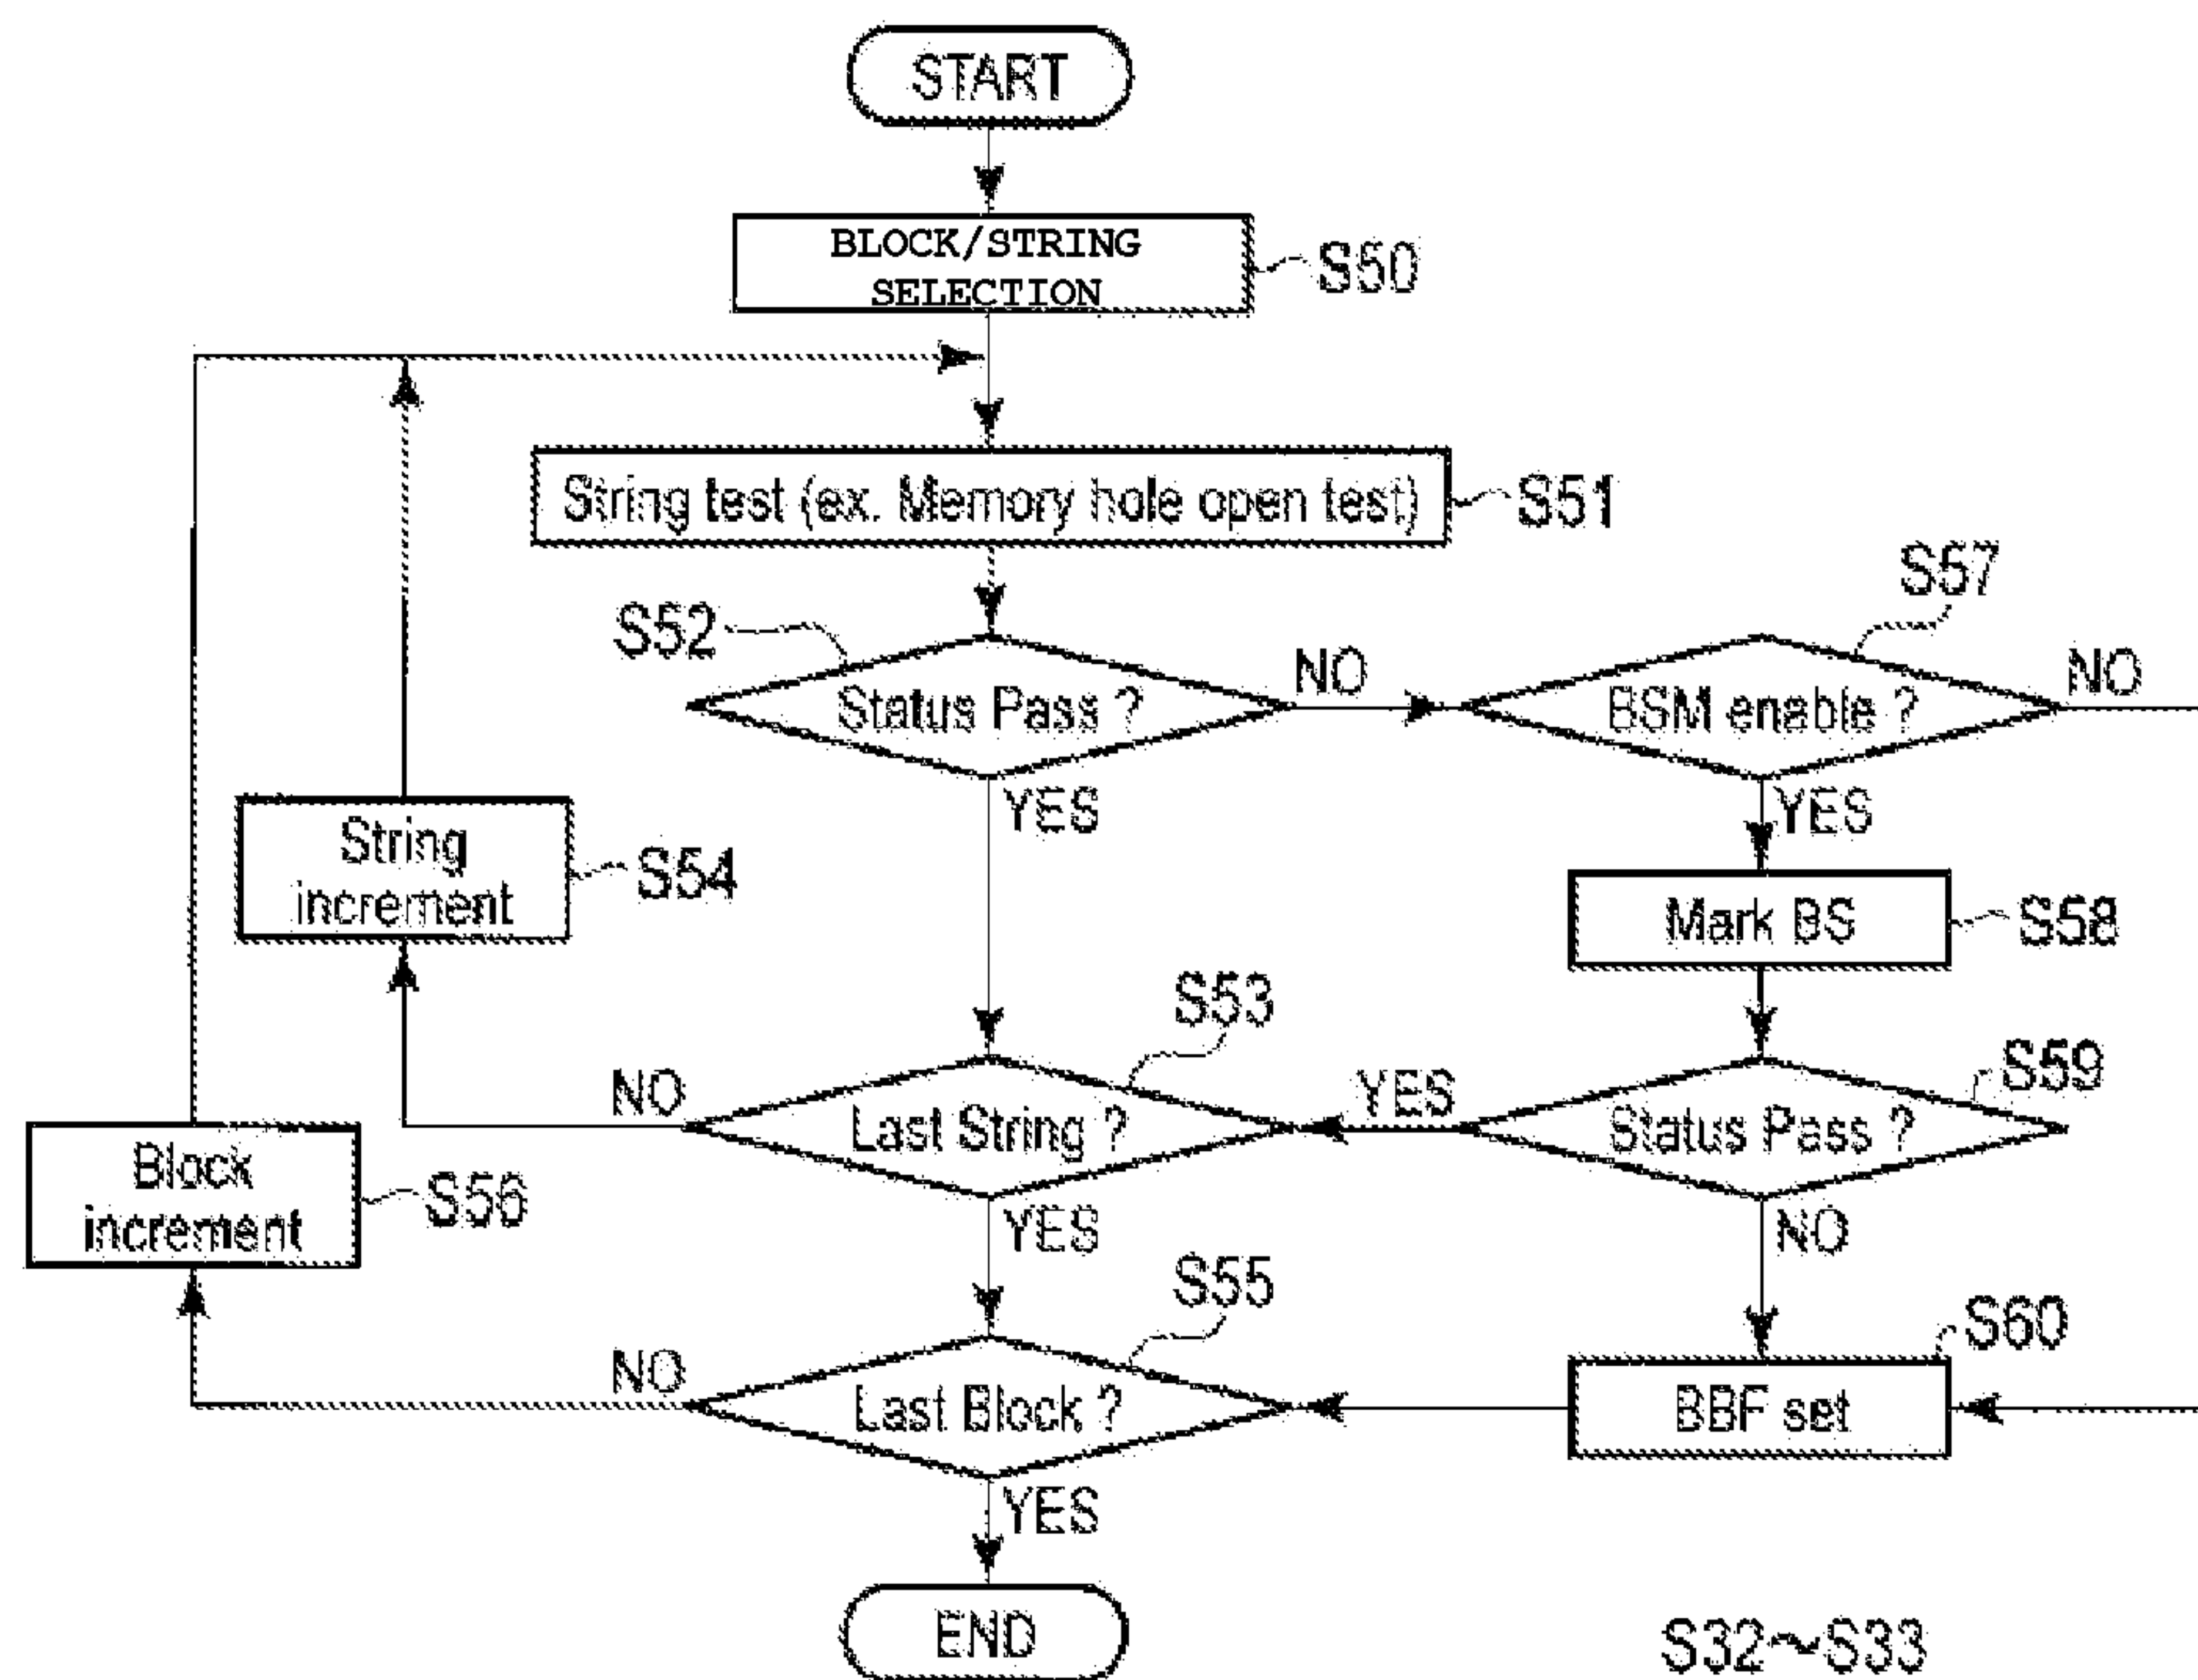 START
BLOCK/STRING
SELECTION
S50
String test (ex. Memory hole open test)
S51
S52
Status Pass ?
NO
YES
S57
BSM enable ?
NO
YES
String
increment
S54
Mark BS
S58
S53
Last String ?
NO
YES
YES
S59
Status Pass ?
NO
Block
increment
S56
S55
Last Block ?
NO
YES
S60
BBF set
END
S32~S33